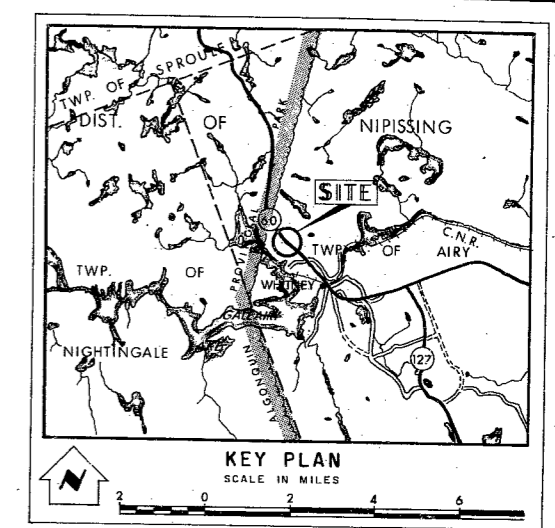 TWP. OF SPROULE
DIST. OF NIPISSING
PARK
SITE
60
C.N.R.
TWP. OF AIRY
TWP. OF
PROVINCIAL
WHITNEY
GALEAIRY
NIGHTINGALE
ALGONQUIN
127
KEY PLAN
SCALE IN MILES
N
2 0 2 4 6